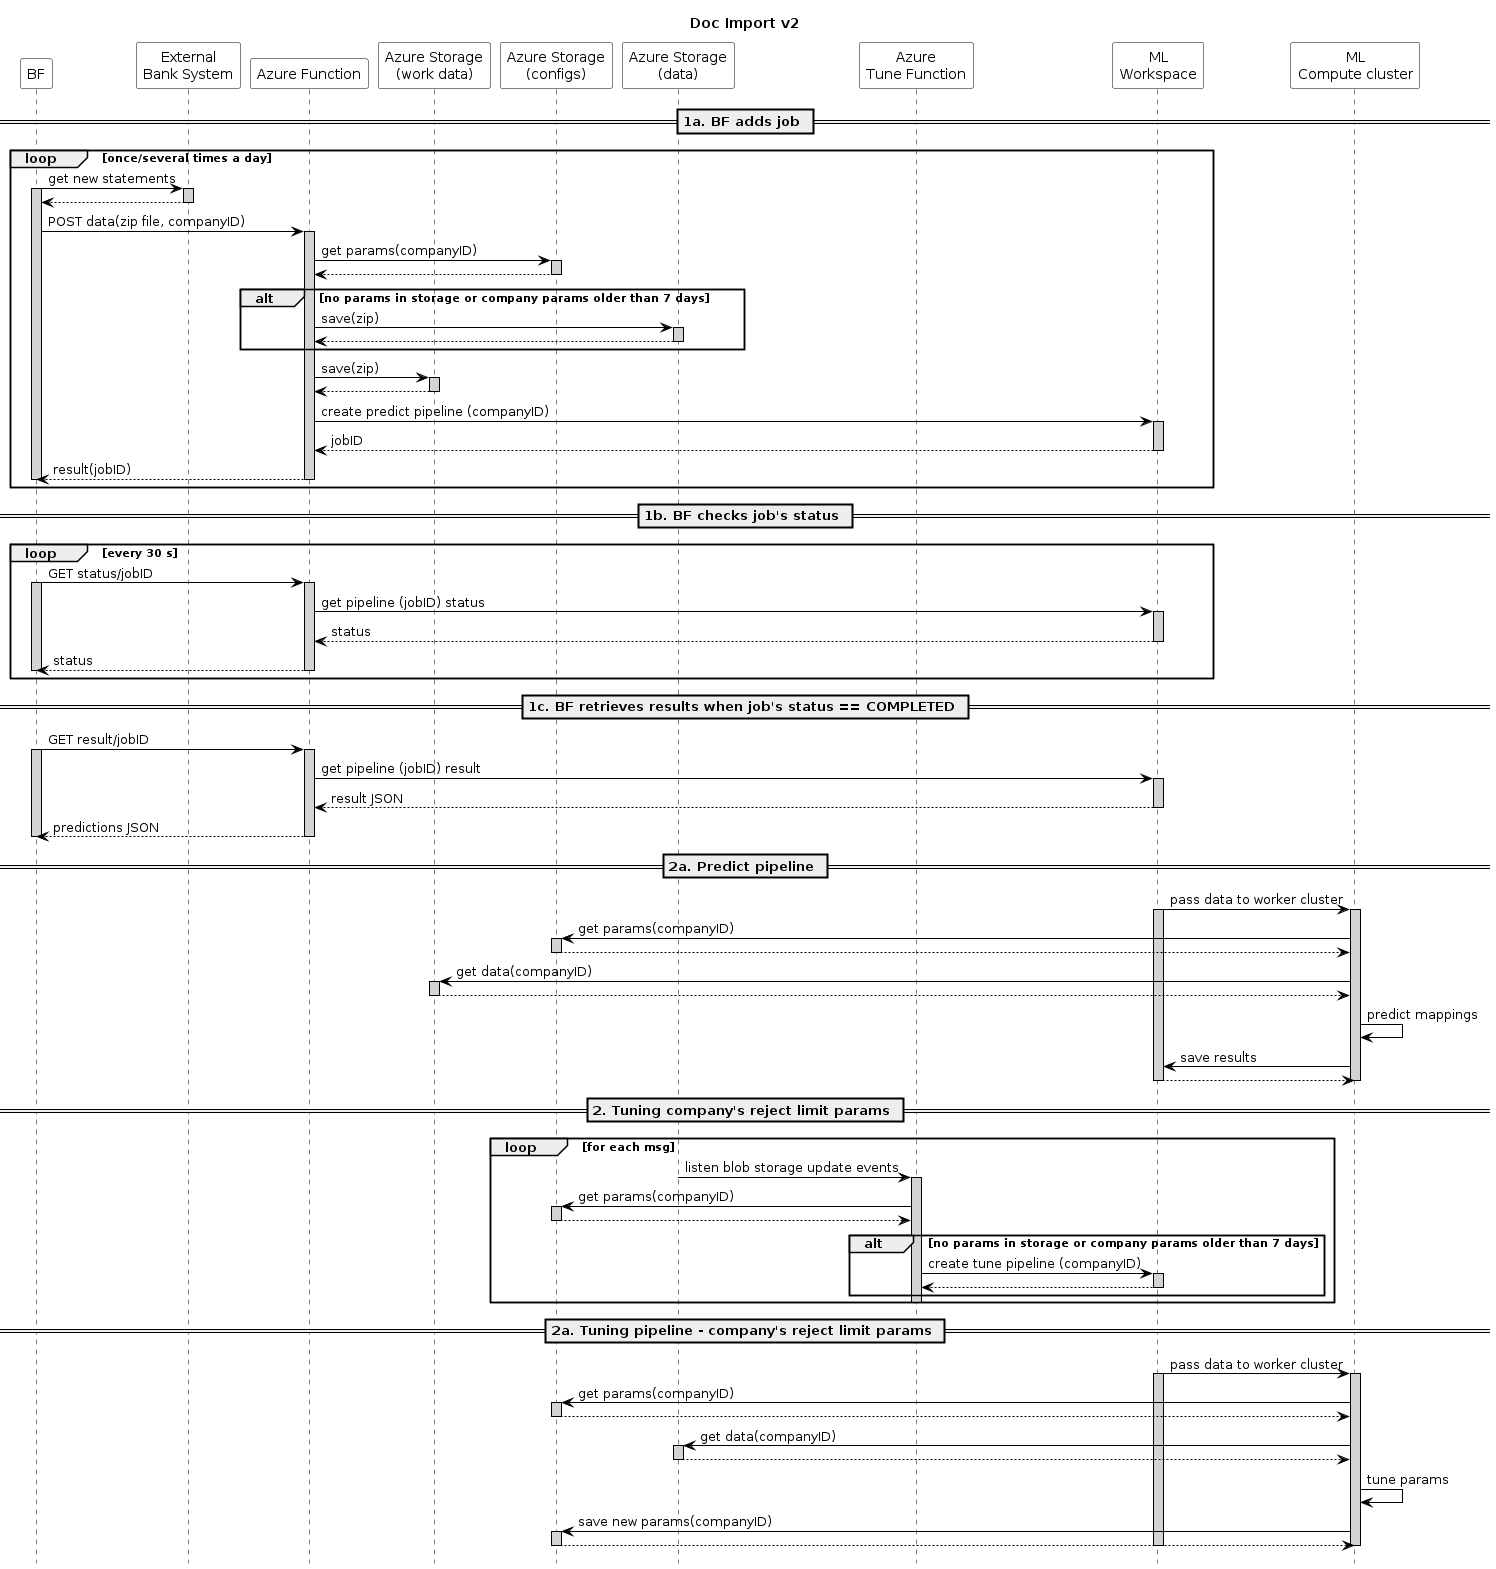 Doc Import v2
BF
External
Bank System
Azure Function
Azure Storage
(work data)
Azure Storage
(configs)
Azure Storage
(data)
Azure
Tune Function
ML
Workspace
ML
Compute cluster
1a. BF adds job
loop [once/several times a day]
get new statements
POST data(zip file, companyID)
get params(companyID)
alt [no params in storage or company params older than 7 days]
save(zip)
save(zip)
create predict pipeline (companyID)
jobID
result(jobID)
1b. BF checks job's status
loop [every 30 s]
GET status/jobID
get pipeline (jobID) status
status
status
1c. BF retrieves results when job's status == COMPLETED
GET result/jobID
get pipeline (jobID) result
result JSON
predictions JSON
2a. Predict pipeline
pass data to worker cluster
get params(companyID)
get data(companyID)
predict mappings
save results
2. Tuning company's reject limit params
loop [for each msg]
listen blob storage update events
get params(companyID)
alt [no params in storage or company params older than 7 days]
create tune pipeline (companyID)
2a. Tuning pipeline - company's reject limit params
pass data to worker cluster
get params(companyID)
get data(companyID)
tune params
save new params(companyID)